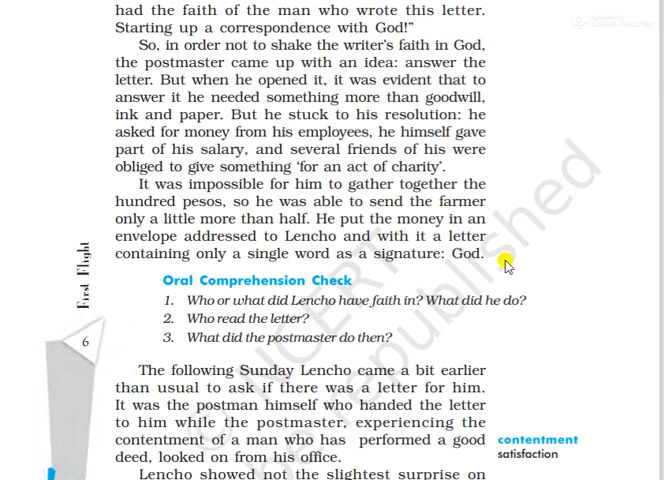 had the faith of the man who wrote this letter.
Starting up a correspondence with God!”
So, in order not to shake the writer’s faith in God,
the postmaster came up with an idea: answer the
letter. But when he opened it, it was evident that to
answer it he needed something more than goodwill,
ink and paper. But he stuck to his resolution: he
asked for money from his employees, he himself gave
part of his salary, and several friends of his were
obliged to give something ‘for an act of charity’.
It was impossible for him to gather together the
hundred pesos, so he was able to send the farmer
only a little more than half. He put the money in an
envelope addressed to Lencho and with it a letter
containing only a single word as a signature: God.
First Flight
6
Oral Comprehension Check
1. Who or what did Lencho have faith in? What did he do?
2. Who read the letter?
3. What did the postmaster do then?
The following Sunday Lencho came a bit earlier
than usual to ask if there was a letter for him.
It was the postman himself who handed the letter
to him while the postmaster, experiencing the
contentment of a man who has performed a good
deed, looked on from his office.
contentment
satisfaction
Lencho showed not the slightest surprise on
© NCERT
be republished